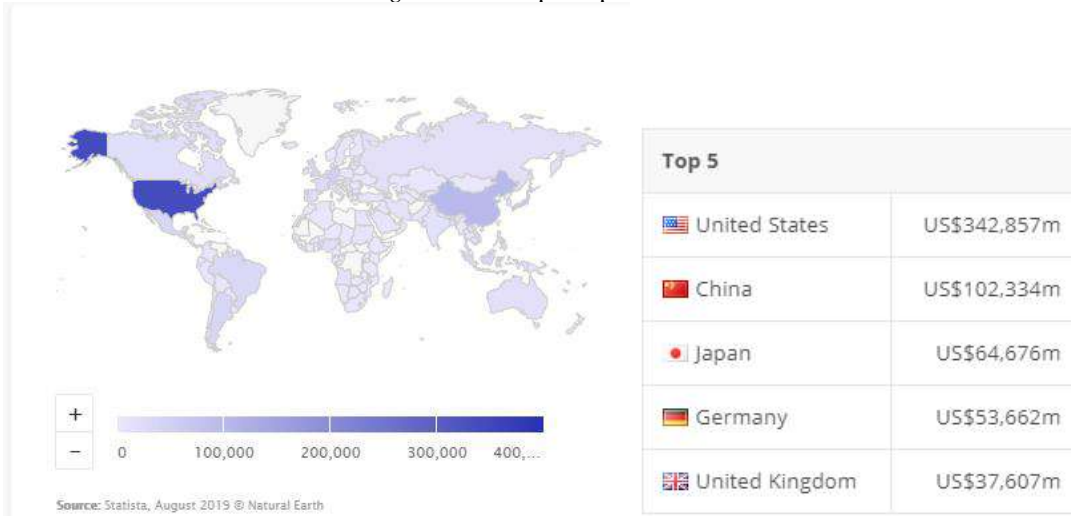 +
−
0 100,000 200,000 300,000 400,...
Source: Statista, August 2019 © Natural Earth
Top 5
United States US$342,857m
China US$102,334m
Japan US$64,676m
Germany US$53,662m
United Kingdom US$37,607m